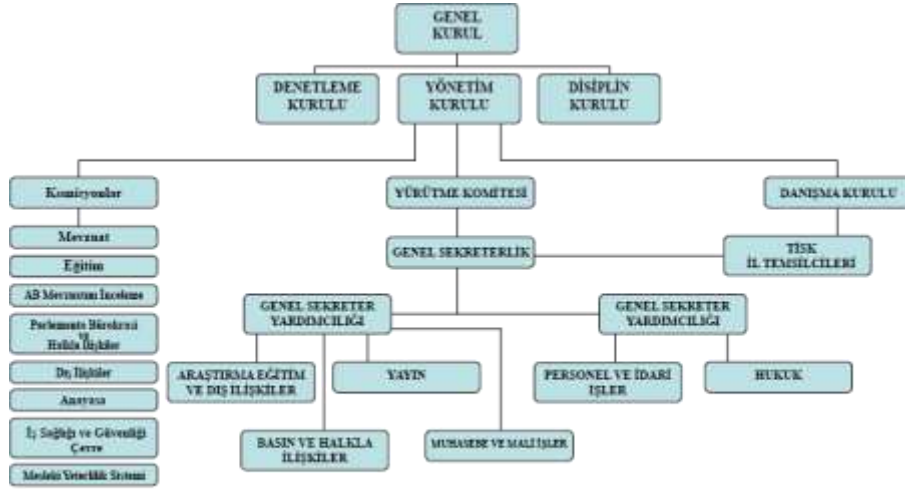 GENEL
KURUL
DENETLEME
KURULU
YÖNETİM
KURULU
DİSİPLİN
KURULU
Komisyonlar
YÜRÜTME KOMİTESİ
DANIŞMA KURULU
Mevzuat
GENEL SEKRETERLİK
TİSK
İL TEMSİLCİLERİ
Eğitim
AB Mevzuatını İnceleme
GENEL SEKRETER
YARDIMCILIĞI
GENEL SEKRETER
YARDIMCILIĞI
Parlemento Bürokrasi
ve
Halkla İlişkiler
Dış İlişkiler
ARAŞTIRMA EĞİTİM
VE DIŞ İLİŞKİLER
YAYIN
PERSONEL VE İDARİ
İŞLER
HUKUK
Anayasa
İş Sağlığı ve Güvenliği
Çevre
BASIN VE HALKLA
İLİŞKİLER
MUHASEBE VE MALİ İŞLER
Mesleki Yeterlilik Sistemi